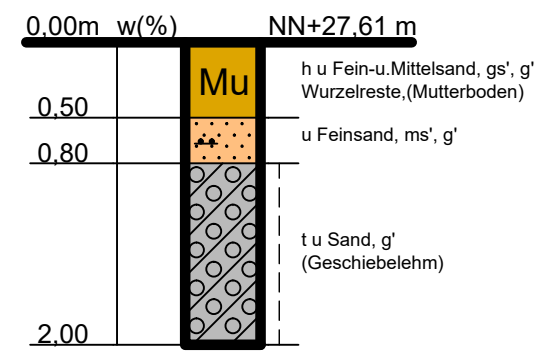 0,00m w(%) NN+27,61 m
Mu
h u Fein-u.Mittelsand, gs', g'
Wurzelreste,(Mutterboden)
0,50
u Feinsand, ms', g'
0,80
t u Sand, g'
(Geschiebelehm)
2,00